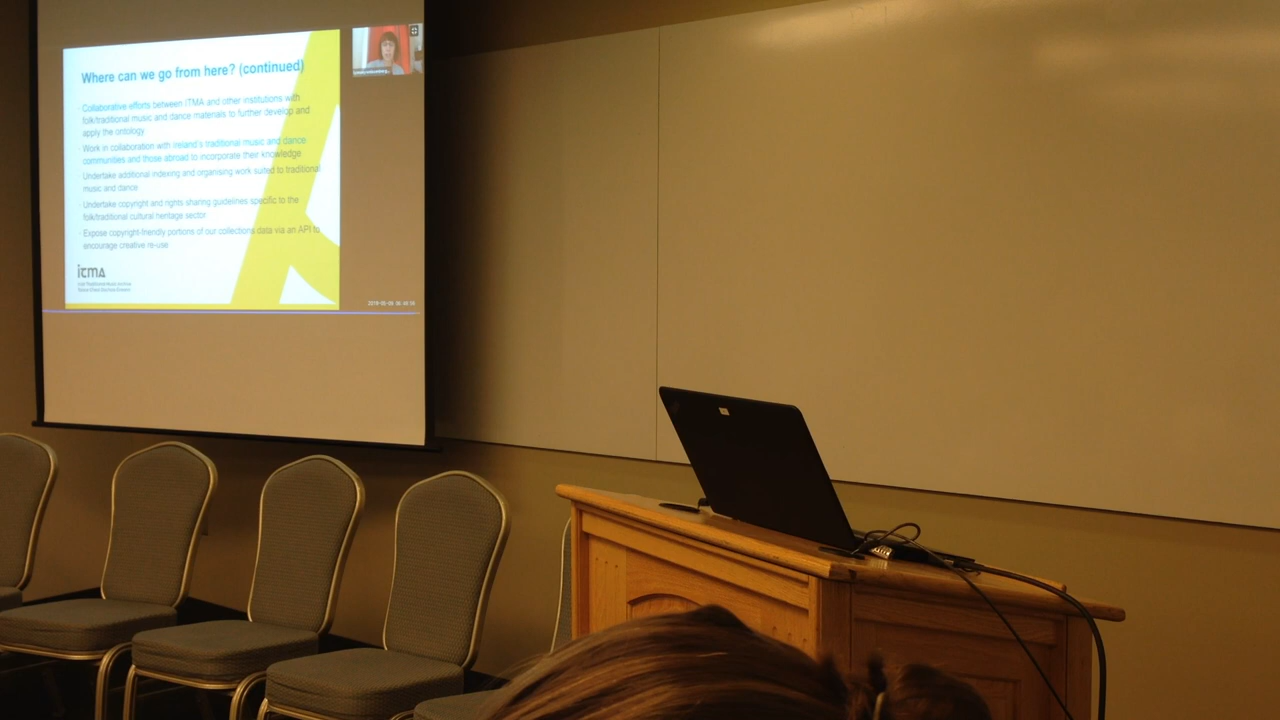 Where can we go from here? (continued)
Collaborative efforts between ITMA and other institutions with
folk/traditional music and dance materials to further develop and
apply the ontology
Work in collaboration with Ireland's traditional music and dance
communities and those abroad to incorporate their knowledge
Undertake additional indexing and organising work suited to traditional
music and dance
Undertake copyright and rights sharing guidelines specific to the
folk/traditional cultural heritage sector
Expose copyright-friendly portions of our collections data via an API to
encourage creative re-use
itma
Irish Traditional Music Archive